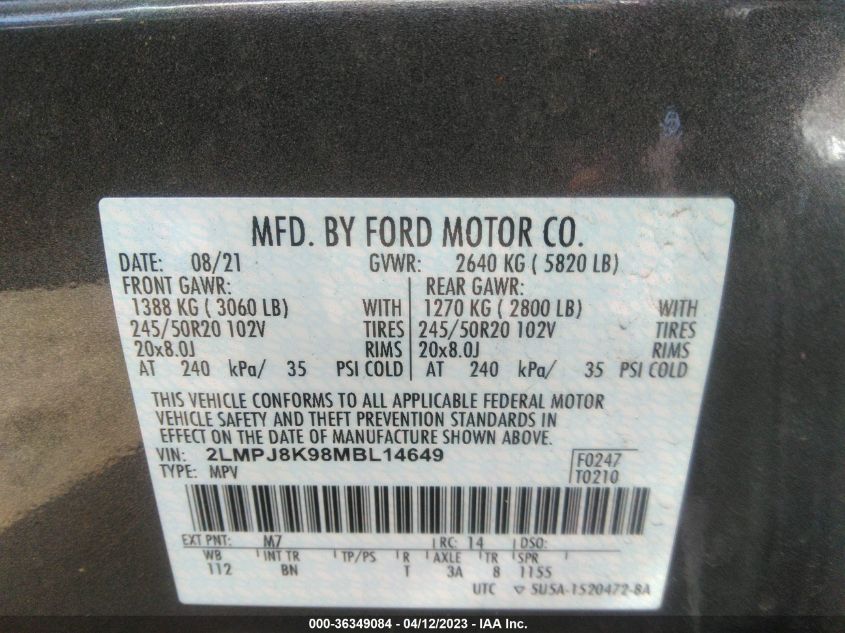 MFD. BY FORD MOTOR CO.
DATE: 08/21 GVWR: 2640 KG ( 5820 LB)
FRONT GAWR: REAR GAWR:
1388 KG ( 3060 LB) WITH 1270 KG ( 2800 LB) WITH
245/50R20 102V TIRES 245/50R20 102V TIRES
20x8.0J RIMS 20x8.0J RIMS
AT 240 kPa/ 35 PSI COLD AT 240 kPa/ 35 PSI COLD
THIS VEHICLE CONFORMS TO ALL APPLICABLE FEDERAL MOTOR
VEHICLE SAFETY AND THEFT PREVENTION STANDARDS IN
EFFECT ON THE DATE OF MANUFACTURE SHOWN ABOVE.
VIN: 2LMPJ8K98MBL14649 F0247
TYPE: MPV T0210
EXT PNT: M7 RC: 14 DSO:
WB INT TR TP/PS R AXLE TR SPR
112 BN T 3A 8 1155
UTC ▽ 5U5A-1520472-BA
000-36349084 - 04/12/2023 - IAA Inc.